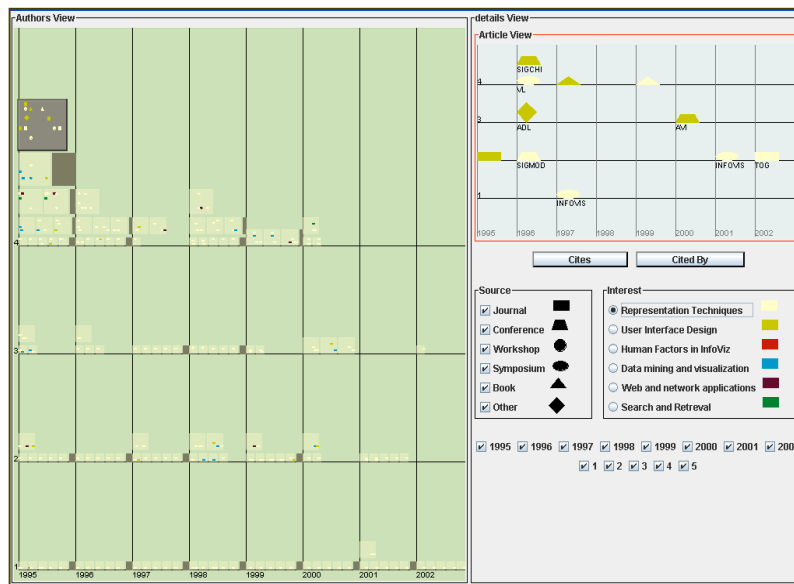 Authors View
4
3
2
1
1995 1996 1997 1998 1999 2000 2001 2002
details View
Article View
SIGCHI
4
VL
3
ADL
AVI
2
SIGMOD
INFOVIS
TOG
1
INFOVIS
1995 1996 1997 1998 1999 2000 2001 2002
Cites
Cited By
Source
Journal
Conference
Workshop
Symposium
Book
Other
Interest
Representation Techniques
User Interface Design
Human Factors in InfoViz
Data mining and visualization
Web and network applications
Search and Retreval
1995 1996 1997 1998 1999 2000 2001 200
1 2 3 4 5